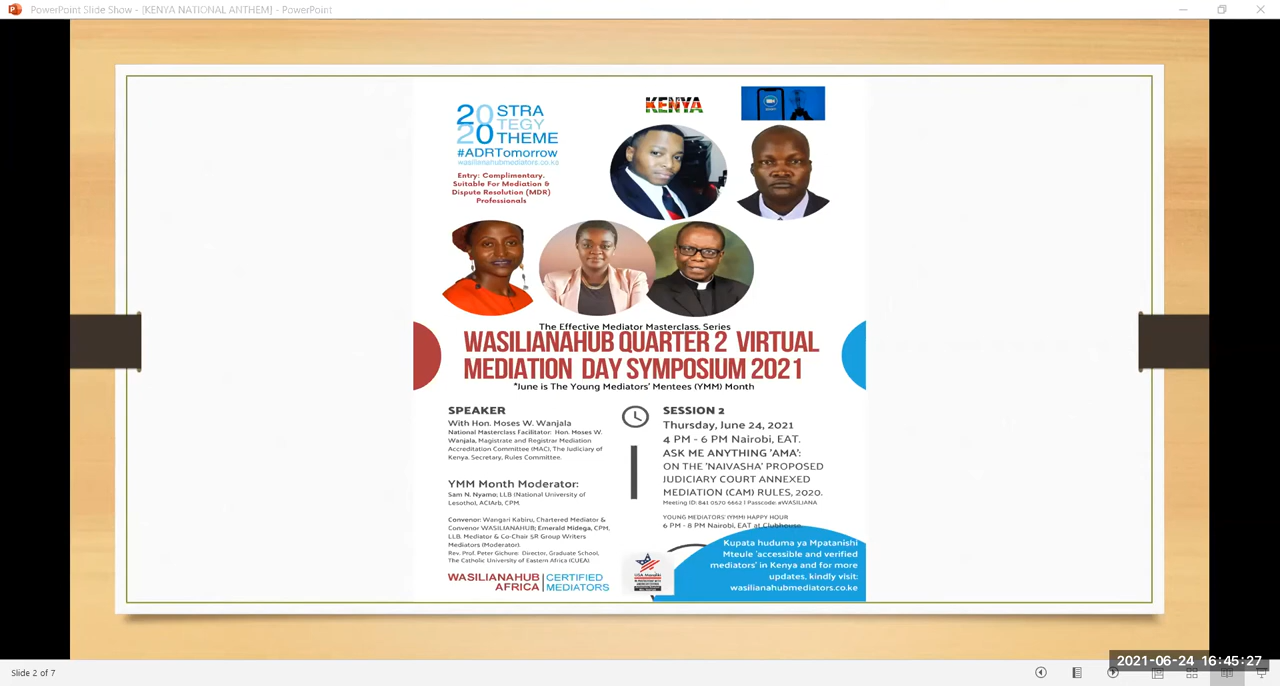 PowerPoint Slide Show - [KENYA NATIONAL ANTHEM] - PowerPoint
2020 STRA
TEGY
THEME
#ADRTomorrow
wasilianahubmediators.co.ke
Entry: Complimentary.
Suitable For Mediation &
Dispute Resolution (MDR)
Professionals
KENYA
The Effective Mediator Masterclass. Series
WASILIANAHUB QUARTER 2 VIRTUAL
MEDIATION DAY SYMPOSIUM 2021
*June is The Young Mediators' Mentees (YMM) Month
SPEAKER
With Hon. Moses W. Wanjala
National Masterclass Facilitator: Hon. Moses W.
Wanjala, Magistrate and Registrar Mediation
Accreditation Committee (MAC), The Judiciary of
Kenya. Secretary, Rules Committee.
YMM Month Moderator:
Sam N. Nyamo; LLB (National University of
Lesotho), ACIArb, CPM.
Convenor: Wangari Kabiru, Chartered Mediator &
Convenor WASILIANAHUB; Emerald Midega, CPM,
LLB. Mediator & Co-Chair SR Group Writers
Mediators (Moderator).
Rev. Prof. Peter Gichure: Director, Graduate School,
The Catholic University of Eastern Africa (CUEA).
WASILIANAHUB
AFRICA
CERTIFIED
MEDIATORS
SESSION 2
Thursday, June 24, 2021
4 PM - 6 PM Nairobi, EAT.
ASK ME ANYTHING 'AMA':
ON THE 'NAIVASHA' PROPOSED
JUDICIARY COURT ANNEXED
MEDIATION (CAM) RULES, 2020.
Meeting ID: 841 0570 6662 | Passcode: #WASILIANA
YOUNG MEDIATORS' (YMM) HAPPY HOUR
6 PM - 8 PM Nairobi, EAT at Clubhouse.
Kupata huduma ya Mpatanishi
Mteule 'accessible and verified
mediators' in Kenya and for more
updates, kindly visit:
wasilianahubmediators.co.ke
2021-06-24 16:45:27
Slide 2 of 7